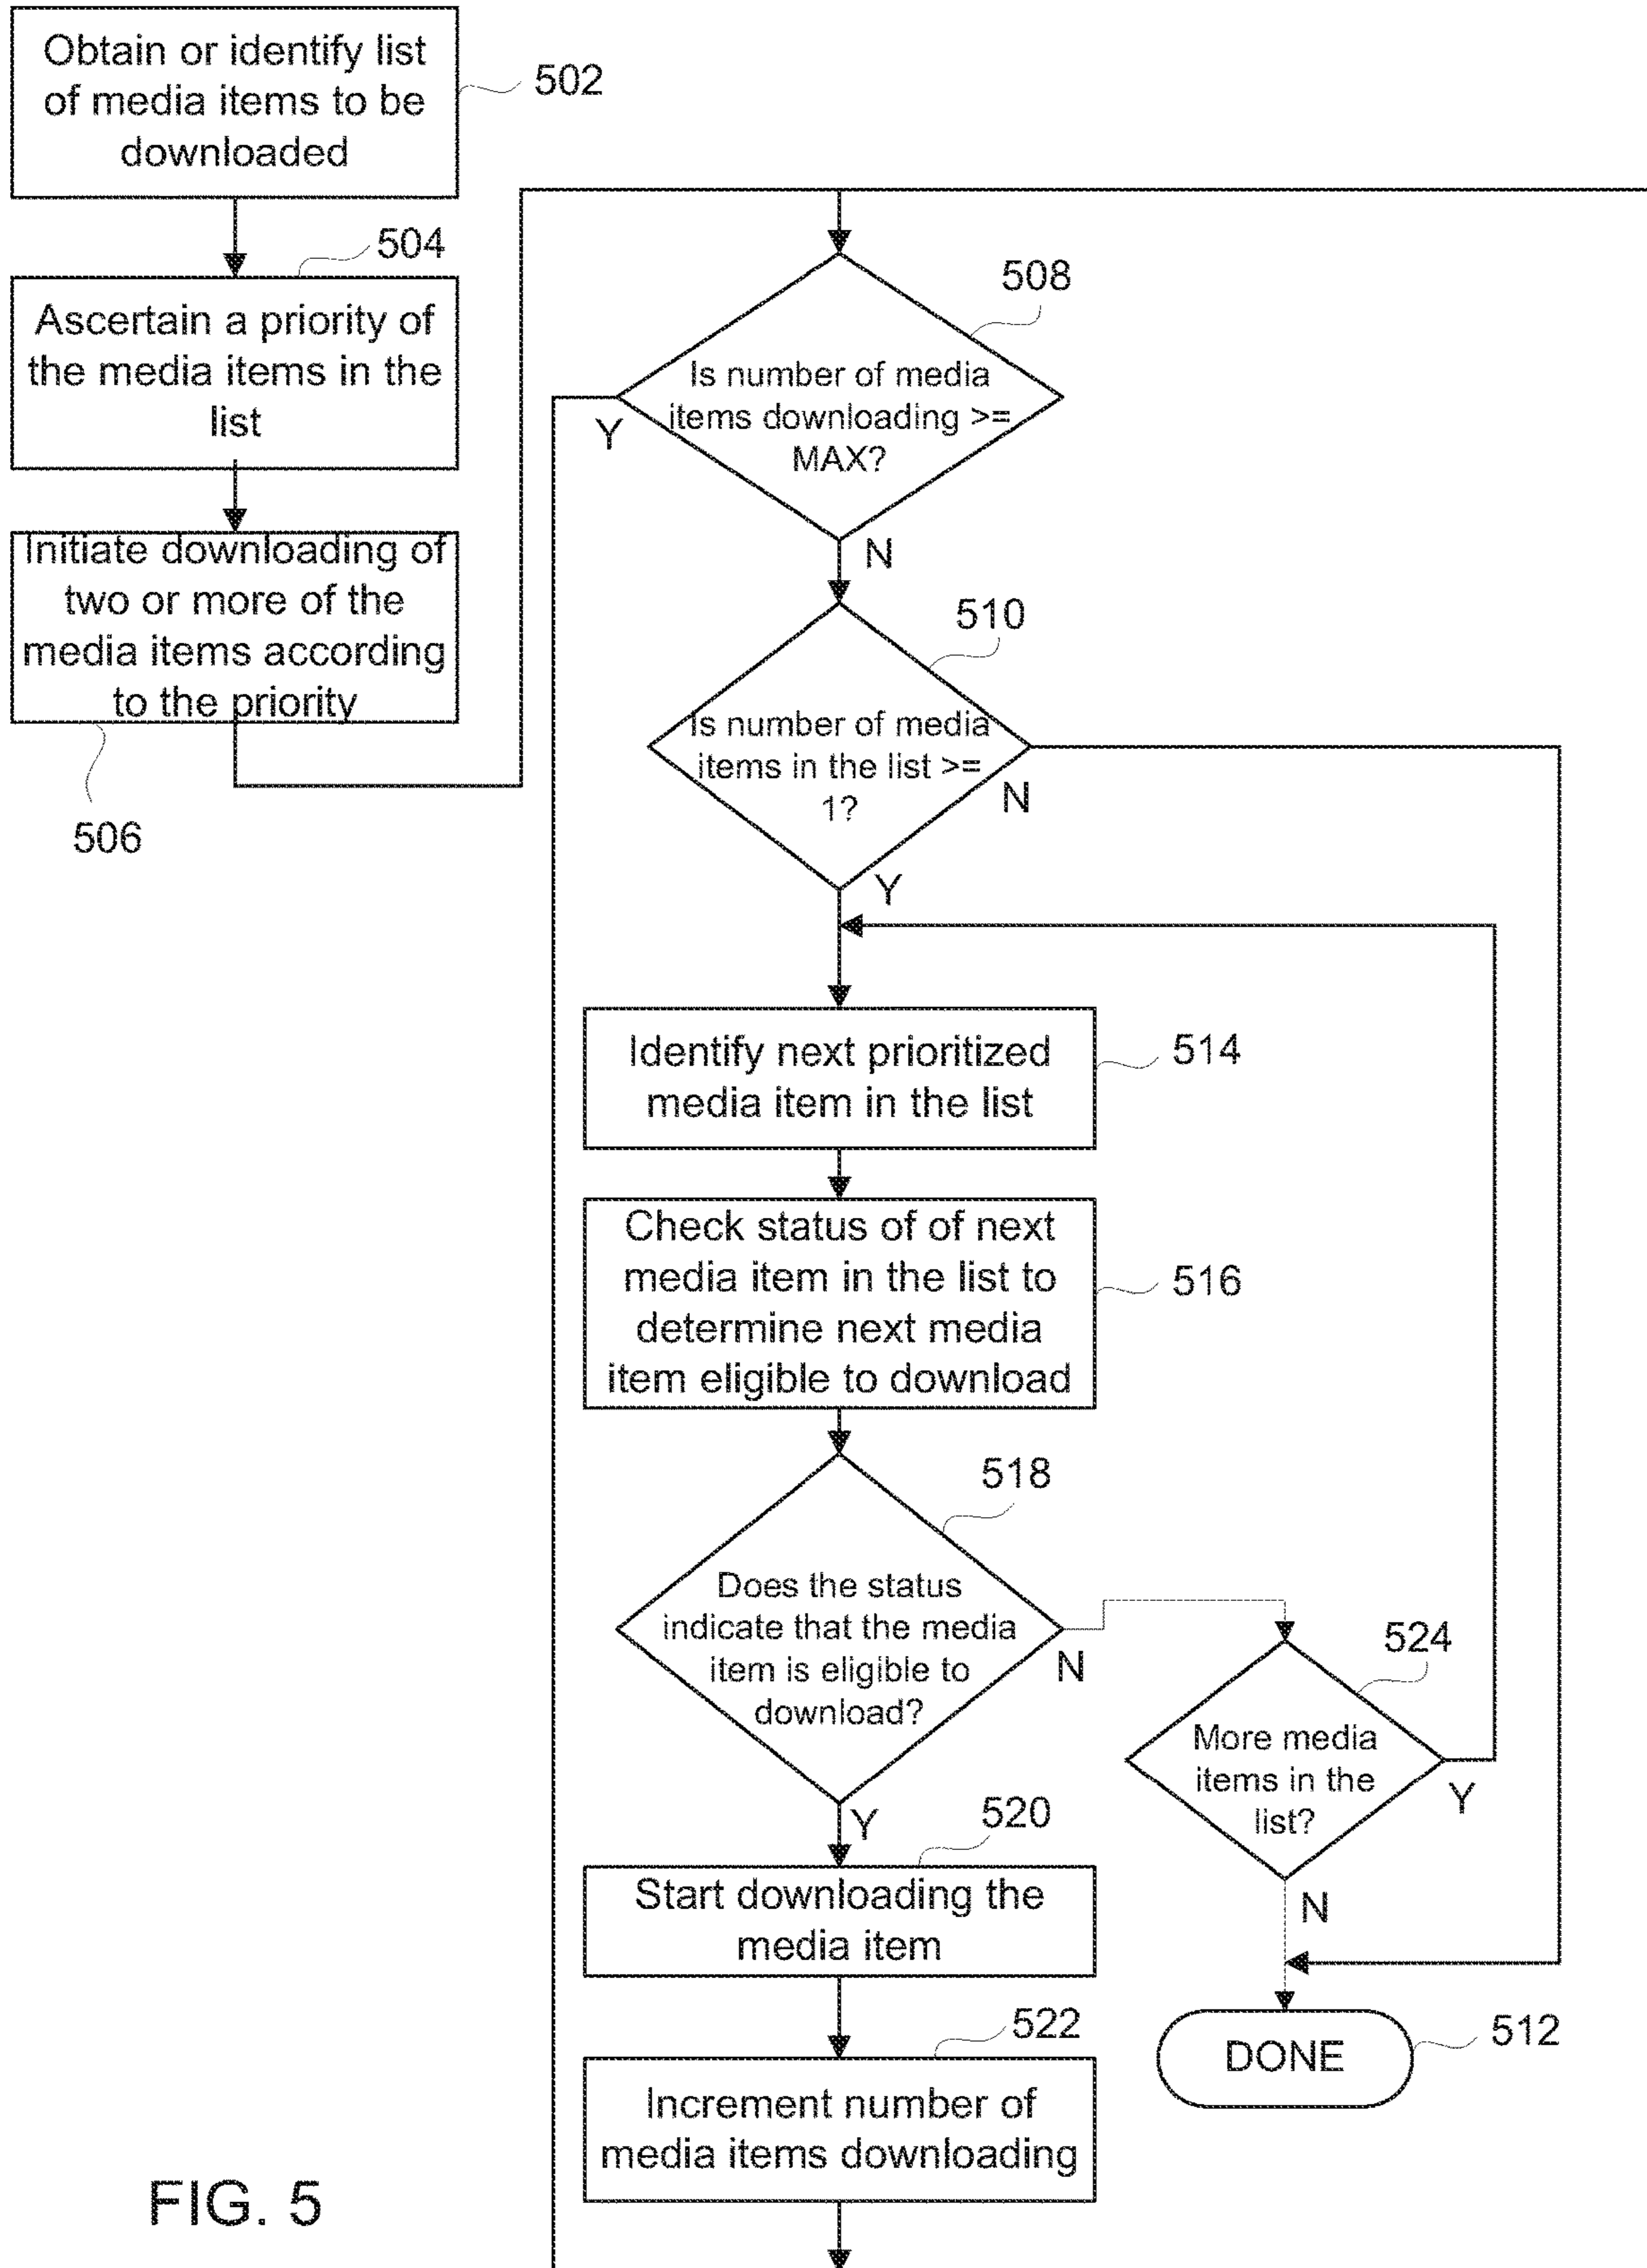 Obtain or identify list
of media items to be
downloaded
502
504
Ascertain a priority of
the media items in the
list
Initiate downloading of
two or more of the
media items according
to the priority
506
508
Is number of media
items downloading >=
MAX?
Y
N
510
Is number of media
items in the list >=
1?
N
Y
Identify next prioritized
media item in the list
514
Check status of of next
media item in the list to
determine next media
item eligible to download
516
518
Does the status
indicate that the media
item is eligible to
download?
N
Y
524
More media
items in the
list?
Y
N
520
Start downloading the
media item
522
Increment number of
media items downloading
DONE
512
FIG. 5